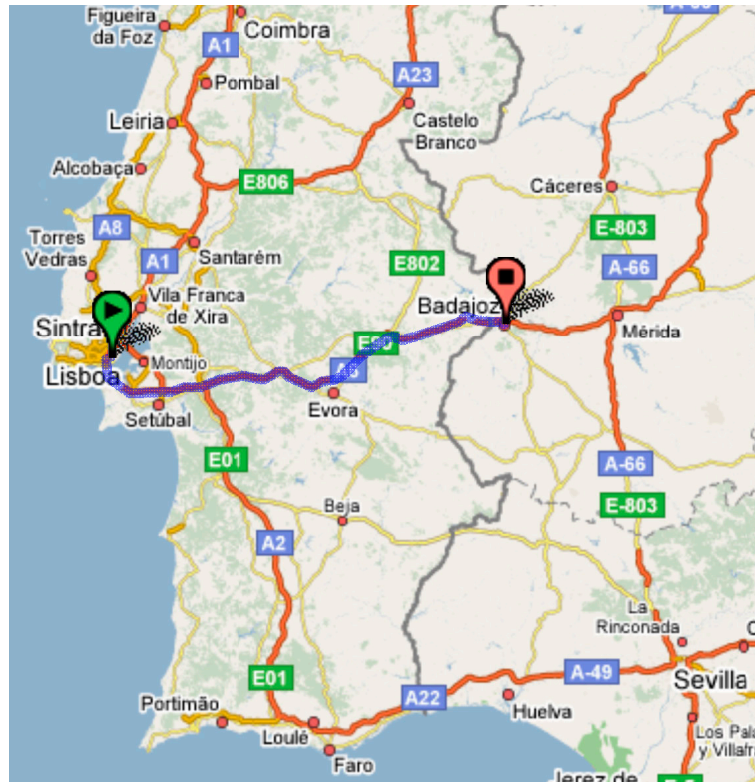 Figueira
da Foz
Coimbra
A1
A23
Pombal
Leiria
Castelo
Branco
Alcobaça
E806
Cáceres
A8
E-803
Torres
Vedras
A1
Santarém
E802
A-66
Vila Franca
de Xira
Badajoz
Sintra
Mérida
Montijo
Lisboa
Evora
Setúbal
E01
A-66
E-803
Beja
A2
La
Rinconada
E01
A-49
Sevilla
Portimão
A22
Huelva
Loulé
Faro
Los Pala
y Villafr
Jerez de